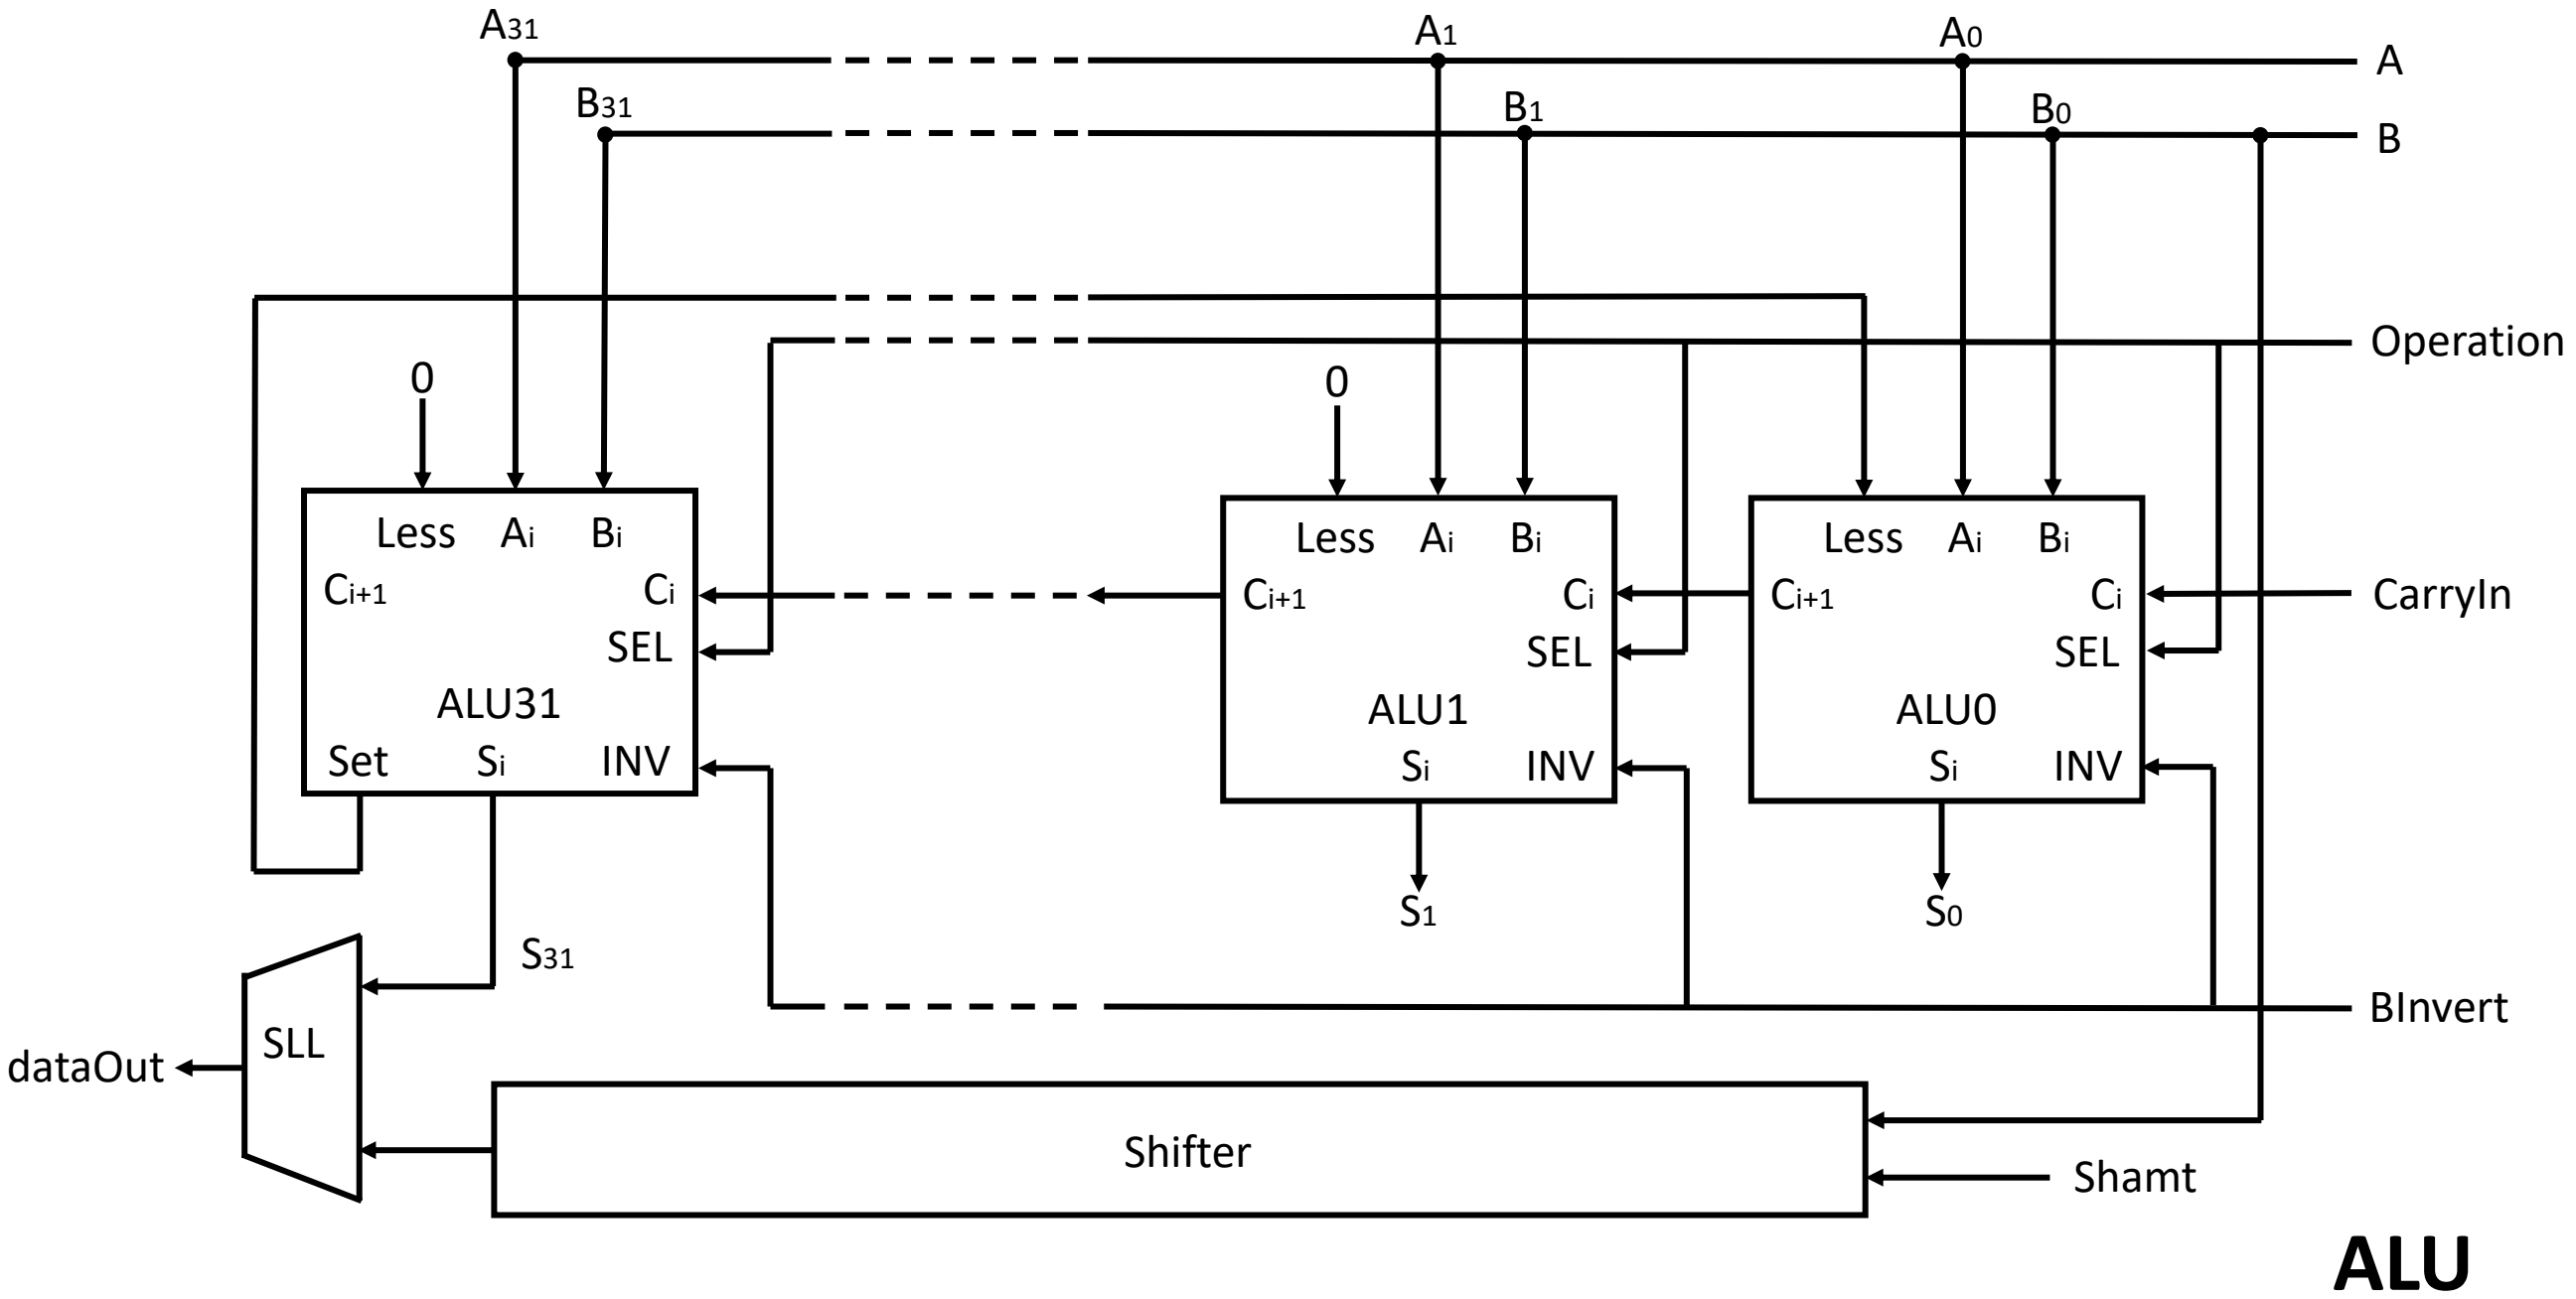 A31
A1
A0
A
B31
B1
B0
B
Operation
0
0
Less Ai Bi
Ci+1 Ci
SEL
ALU31
Set Si INV
Less Ai Bi
Ci+1 Ci
SEL
ALU1
Si INV
Less Ai Bi
Ci+1 Ci
SEL
ALU0
Si INV
CarryIn
S1
S0
S31
BInvert
SLL
dataOut
Shifter
Shamt
ALU